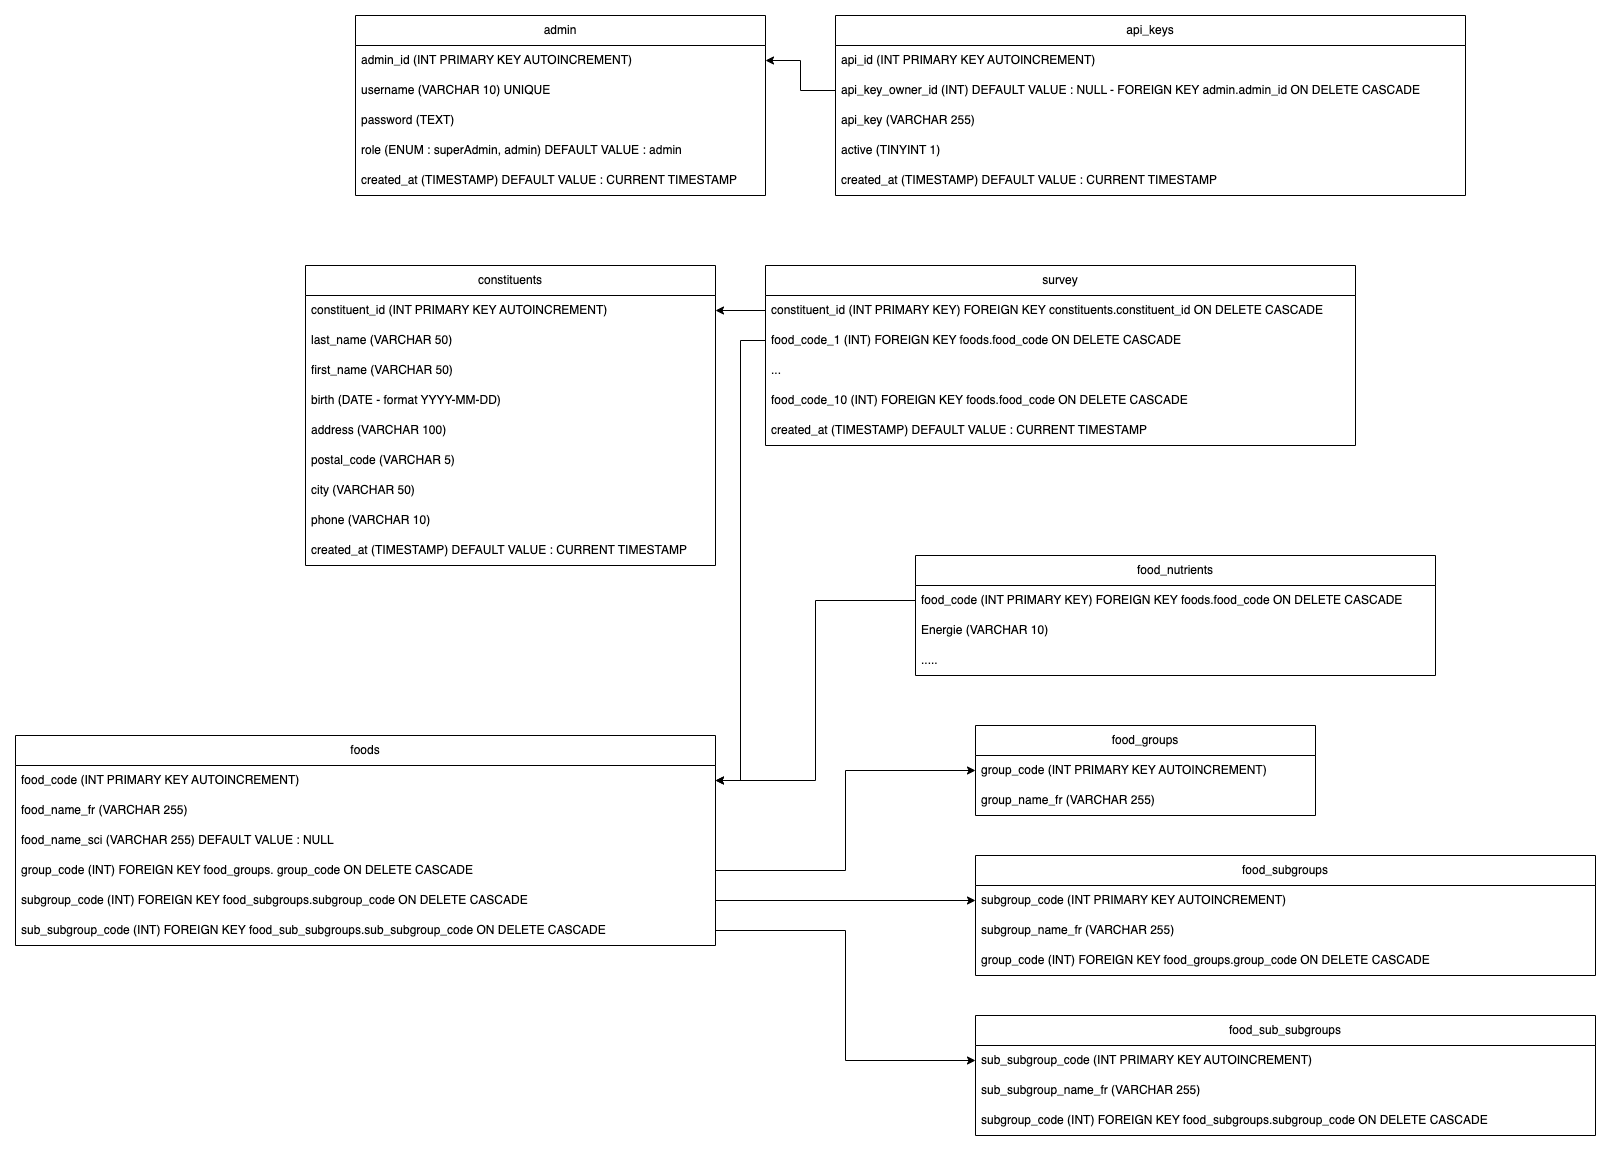 admin
admin_id (INT PRIMARY KEY AUTOINCREMENT)
username (VARCHAR 10) UNIQUE
password (TEXT)
role (ENUM : superAdmin, admin) DEFAULT VALUE : admin
created_at (TIMESTAMP) DEFAULT VALUE : CURRENT TIMESTAMP
api_keys
api_id (INT PRIMARY KEY AUTOINCREMENT)
api_key_owner_id (INT) DEFAULT VALUE : NULL - FOREIGN KEY admin.admin_id ON DELETE CASCADE
api_key (VARCHAR 255)
active (TINYINT 1)
created_at (TIMESTAMP) DEFAULT VALUE : CURRENT TIMESTAMP
constituents
constituent_id (INT PRIMARY KEY AUTOINCREMENT)
last_name (VARCHAR 50)
first_name (VARCHAR 50)
birth (DATE - format YYYY-MM-DD)
address (VARCHAR 100)
postal_code (VARCHAR 5)
city (VARCHAR 50)
phone (VARCHAR 10)
created_at (TIMESTAMP) DEFAULT VALUE : CURRENT TIMESTAMP
survey
constituent_id (INT PRIMARY KEY) FOREIGN KEY constituents.constituent_id ON DELETE CASCADE
food_code_1 (INT) FOREIGN KEY foods.food_code ON DELETE CASCADE
...
food_code_10 (INT) FOREIGN KEY foods.food_code ON DELETE CASCADE
created_at (TIMESTAMP) DEFAULT VALUE : CURRENT TIMESTAMP
food_nutrients
food_code (INT PRIMARY KEY) FOREIGN KEY foods.food_code ON DELETE CASCADE
Energie (VARCHAR 10)
.....
foods
food_code (INT PRIMARY KEY AUTOINCREMENT)
food_name_fr (VARCHAR 255)
food_name_sci (VARCHAR 255) DEFAULT VALUE : NULL
group_code (INT) FOREIGN KEY food_groups. group_code ON DELETE CASCADE
subgroup_code (INT) FOREIGN KEY food_subgroups.subgroup_code ON DELETE CASCADE
sub_subgroup_code (INT) FOREIGN KEY food_sub_subgroups.sub_subgroup_code ON DELETE CASCADE
food_groups
group_code (INT PRIMARY KEY AUTOINCREMENT)
group_name_fr (VARCHAR 255)
food_subgroups
subgroup_code (INT PRIMARY KEY AUTOINCREMENT)
subgroup_name_fr (VARCHAR 255)
group_code (INT) FOREIGN KEY food_groups.group_code ON DELETE CASCADE
food_sub_subgroups
sub_subgroup_code (INT PRIMARY KEY AUTOINCREMENT)
sub_subgroup_name_fr (VARCHAR 255)
subgroup_code (INT) FOREIGN KEY food_subgroups.subgroup_code ON DELETE CASCADE